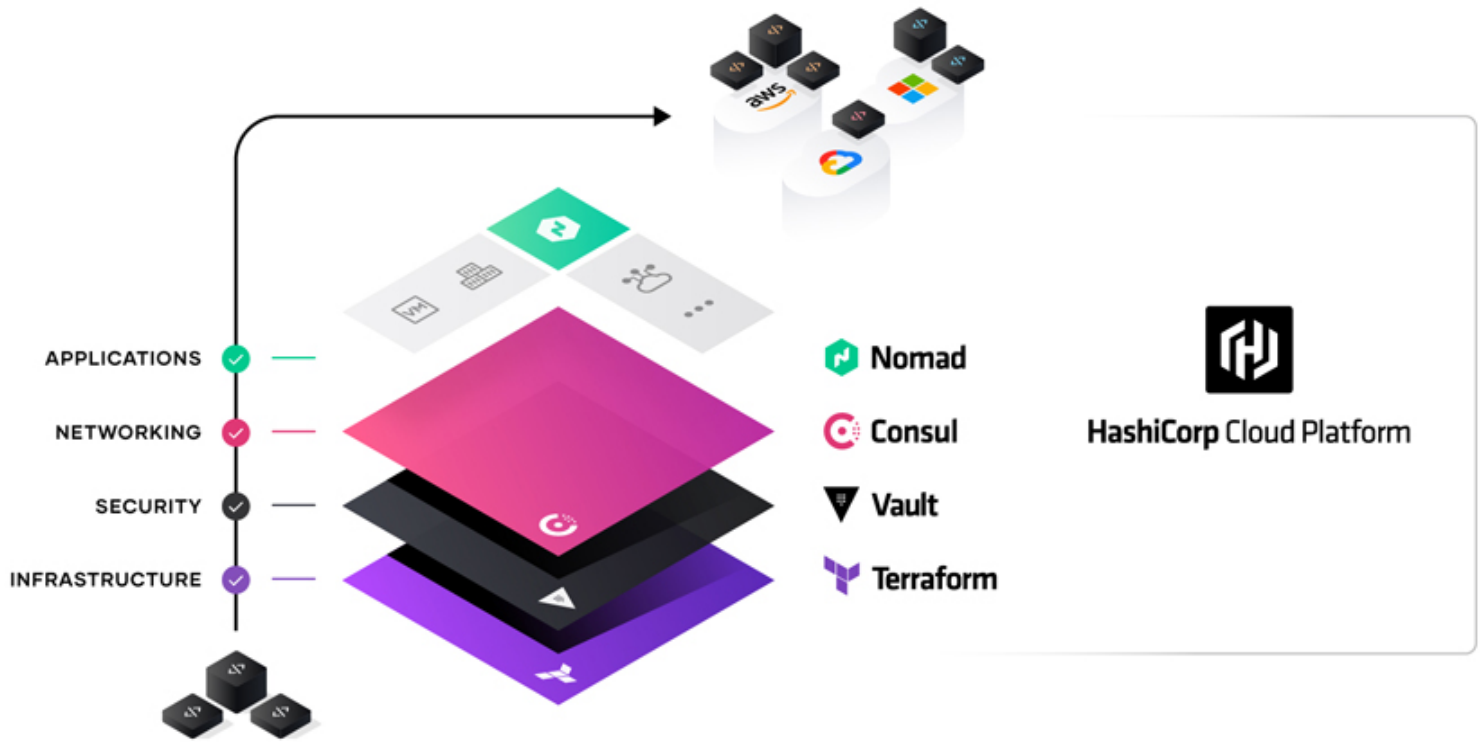 aws
VM
APPLICATIONS
Nomad
NETWORKING
Consul
HashiCorp Cloud Platform
SECURITY
Vault
INFRASTRUCTURE
Terraform